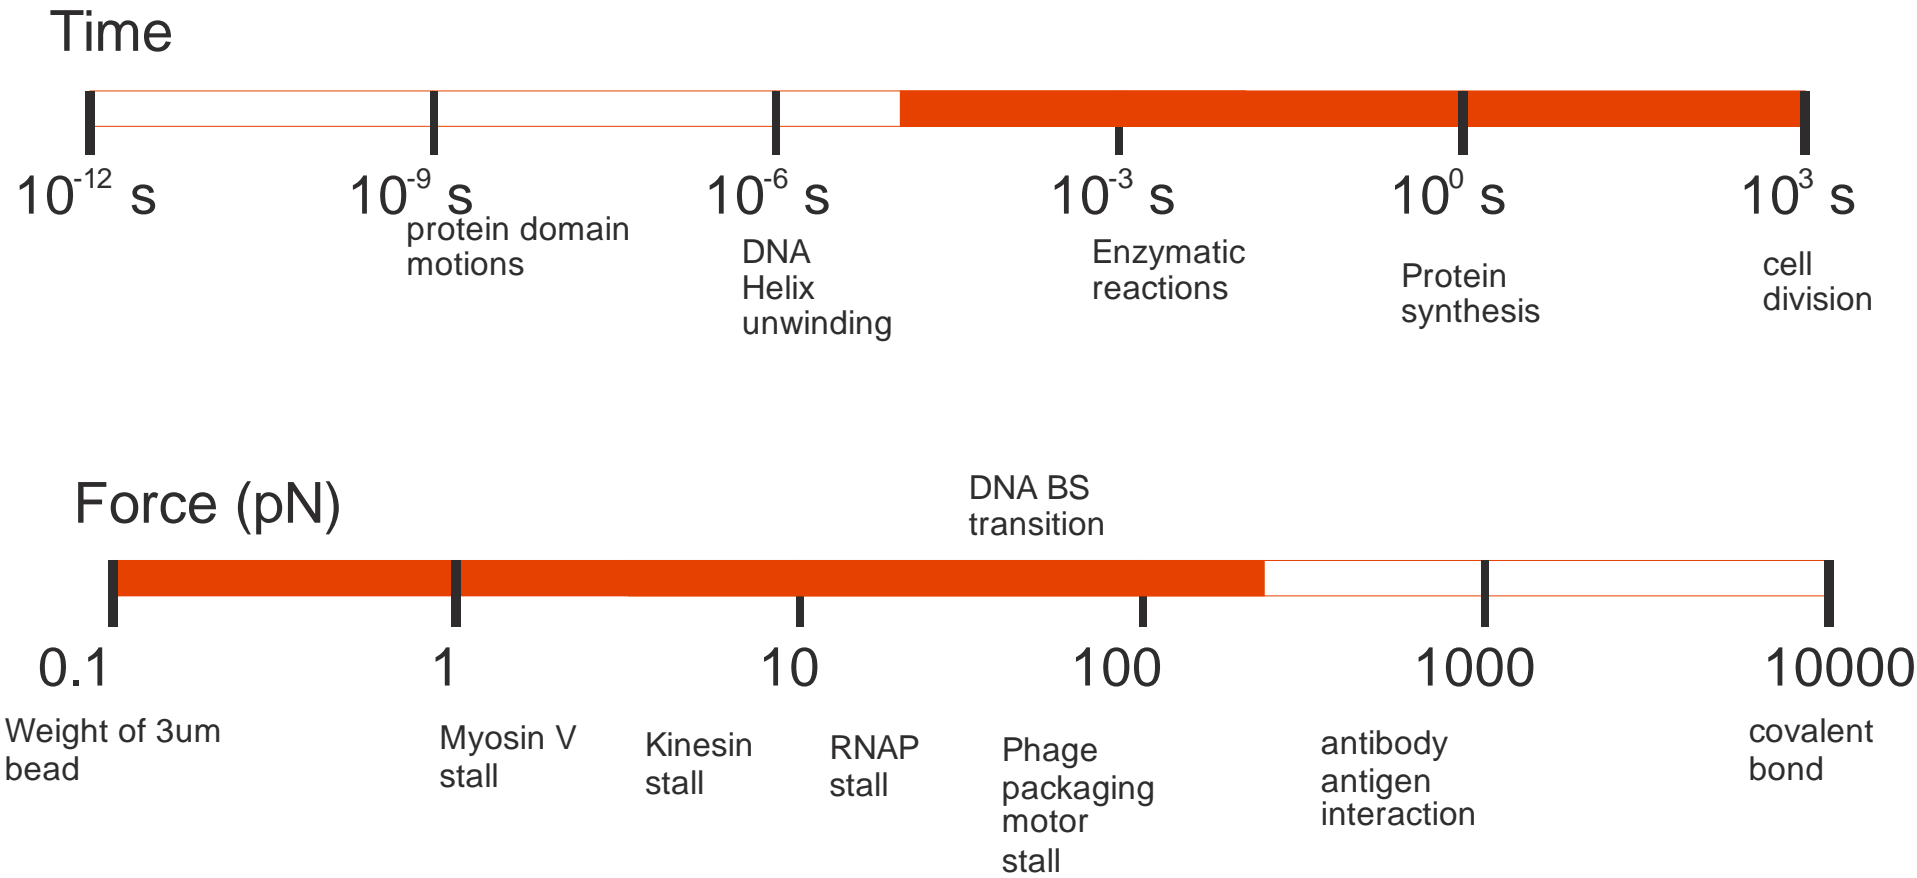 Time
10⁻¹² s 10⁻⁹ s 10⁻⁶ s 10⁻³ s 10⁰ s 10³ s
protein domain
motions
DNA
Helix
unwinding
Enzymatic
reactions
Protein
synthesis
cell
division
Force (pN)
DNA BS
transition
0.1 1 10 100 1000 10000
Weight of 3um
bead
Myosin V
stall
Kinesin
stall
RNAP
stall
Phage
packaging
motor
stall
antibody
antigen
interaction
covalent
bond